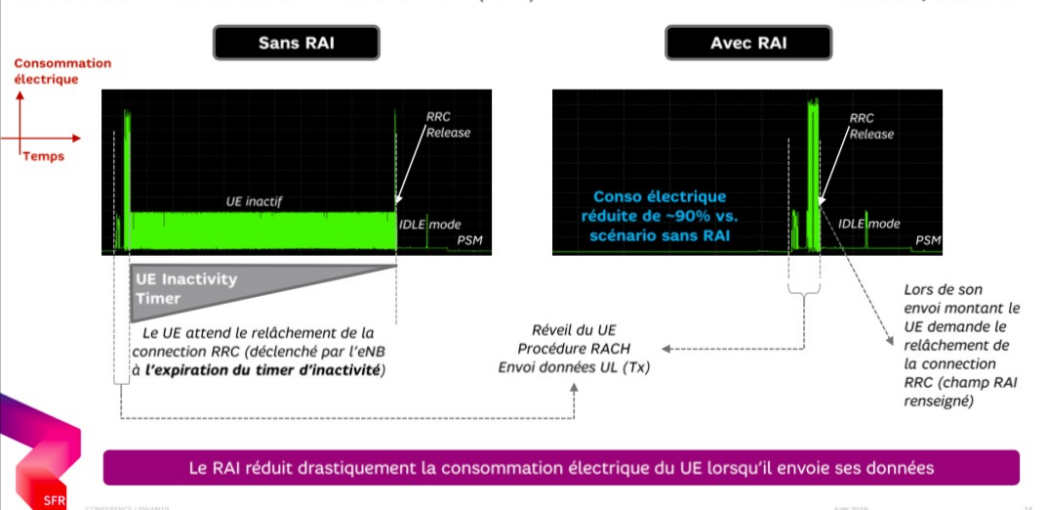 Sans RAI
Avec RAI
Consommation
électrique
Temps
RRC
Release
UE inactif
IDLE mode
PSM
RRC
Release
Conso électrique
réduite de ~90% vs.
scénario sans RAI
IDLE mode
PSM
UE Inactivity
Timer
Le UE attend le relâchement de la
connection RRC (déclenché par l'eNB
à l'expiration du timer d'inactivité)
Réveil du UE
Procédure RACH
Envoi données UL (Tx)
Lors de son
envoi montant le
UE demande le
relâchement de
la connection
RRC (champ RAI
renseigné)
Le RAI réduit drastiquement la consommation électrique du UE lorsqu'il envoie ses données
SFR